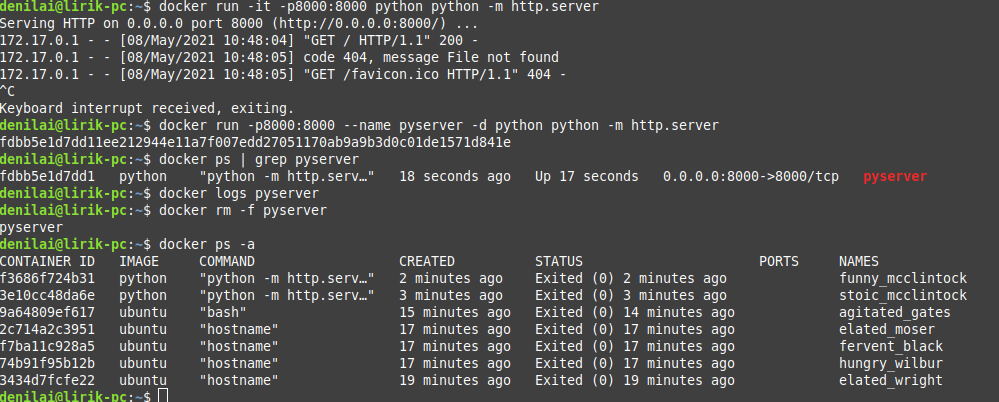 denilai@lirik-pc:~$ docker run -it -p8000:8000 python python -m http.server
Serving HTTP on 0.0.0.0 port 8000 (http://0.0.0.0:8000/) ...
172.17.0.1 - - [08/May/2021 10:48:04] "GET / HTTP/1.1" 200 -
172.17.0.1 - - [08/May/2021 10:48:05] code 404, message File not found
172.17.0.1 - - [08/May/2021 10:48:05] "GET /favicon.ico HTTP/1.1" 404 -
^C
Keyboard interrupt received, exiting.
denilai@lirik-pc:~$ docker run -p8000:8000 --name pyserver -d python python -m http.server
fdbb5e1d7dd11ee212944e11a7f007edd27051170ab9a9b3d0c01de1571d841e
denilai@lirik-pc:~$ docker ps | grep pyserver
fdbb5e1d7dd1 python "python -m http.serv…" 18 seconds ago Up 17 seconds 0.0.0.0:8000->8000/tcp pyserver
denilai@lirik-pc:~$ docker logs pyserver
denilai@lirik-pc:~$ docker rm -f pyserver
pyserver
denilai@lirik-pc:~$ docker ps -a
CONTAINER ID IMAGE COMMAND CREATED STATUS PORTS NAMES
f3686f724b31 python "python -m http.serv…" 2 minutes ago Exited (0) 2 minutes ago funny_mcclintock
3e10cc48da6e python "python -m http.serv…" 3 minutes ago Exited (0) 3 minutes ago stoic_mcclintock
9a64809ef617 ubuntu "bash" 15 minutes ago Exited (0) 14 minutes ago agitated_gates
2c714a2c3951 ubuntu "hostname" 17 minutes ago Exited (0) 17 minutes ago elated_moser
f7ba11c928a5 ubuntu "hostname" 17 minutes ago Exited (0) 17 minutes ago fervent_black
74b91f95b12b ubuntu "hostname" 17 minutes ago Exited (0) 17 minutes ago hungry_wilbur
3434d7fcfe22 ubuntu "hostname" 19 minutes ago Exited (0) 19 minutes ago elated_wright
denilai@lirik-pc:~$